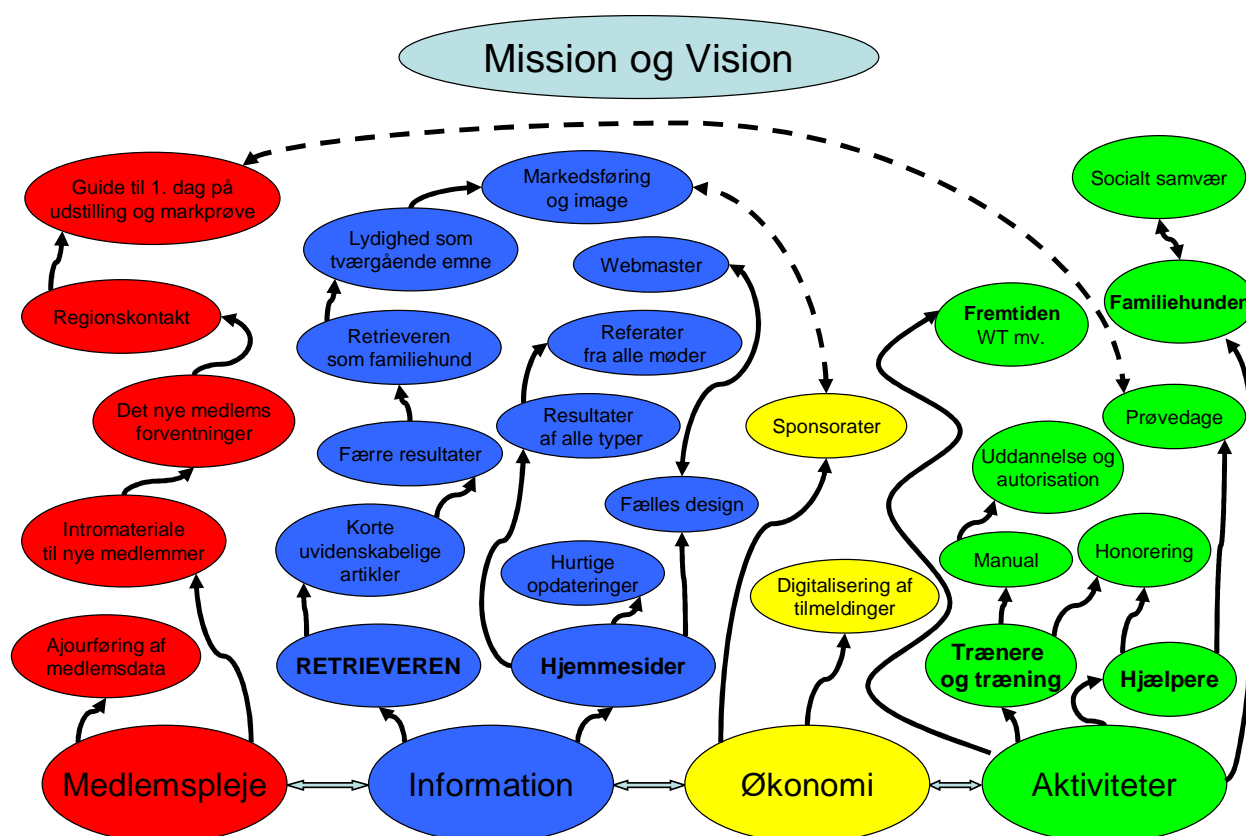 Mission og Vision
Guide til 1. dag på
udstilling og markprøve
Markedsføring
og image
Socialt samvær
Lydighed som
tværgående emne
Webmaster
Regionskontakt
Retrieveren
som familiehund
Referater
fra alle møder
Fremtiden
WT mv.
Familiehunden
Det nye medlems
forventninger
Færre resultater
Resultater
af alle typer
Sponsorater
Prøvedage
Uddannelse og
autorisation
Intromateriale
til nye medlemmer
Korte
uvidenskabelige
artikler
Fælles design
Hurtige
opdateringer
Manual
Honorering
Digitalisering af
tilmeldinger
Ajourføring af
medlemsdata
RETRIEVEREN
Hjemmesider
Trænere
og træning
Hjælpere
Medlemspleje
Information
Økonomi
Aktiviteter